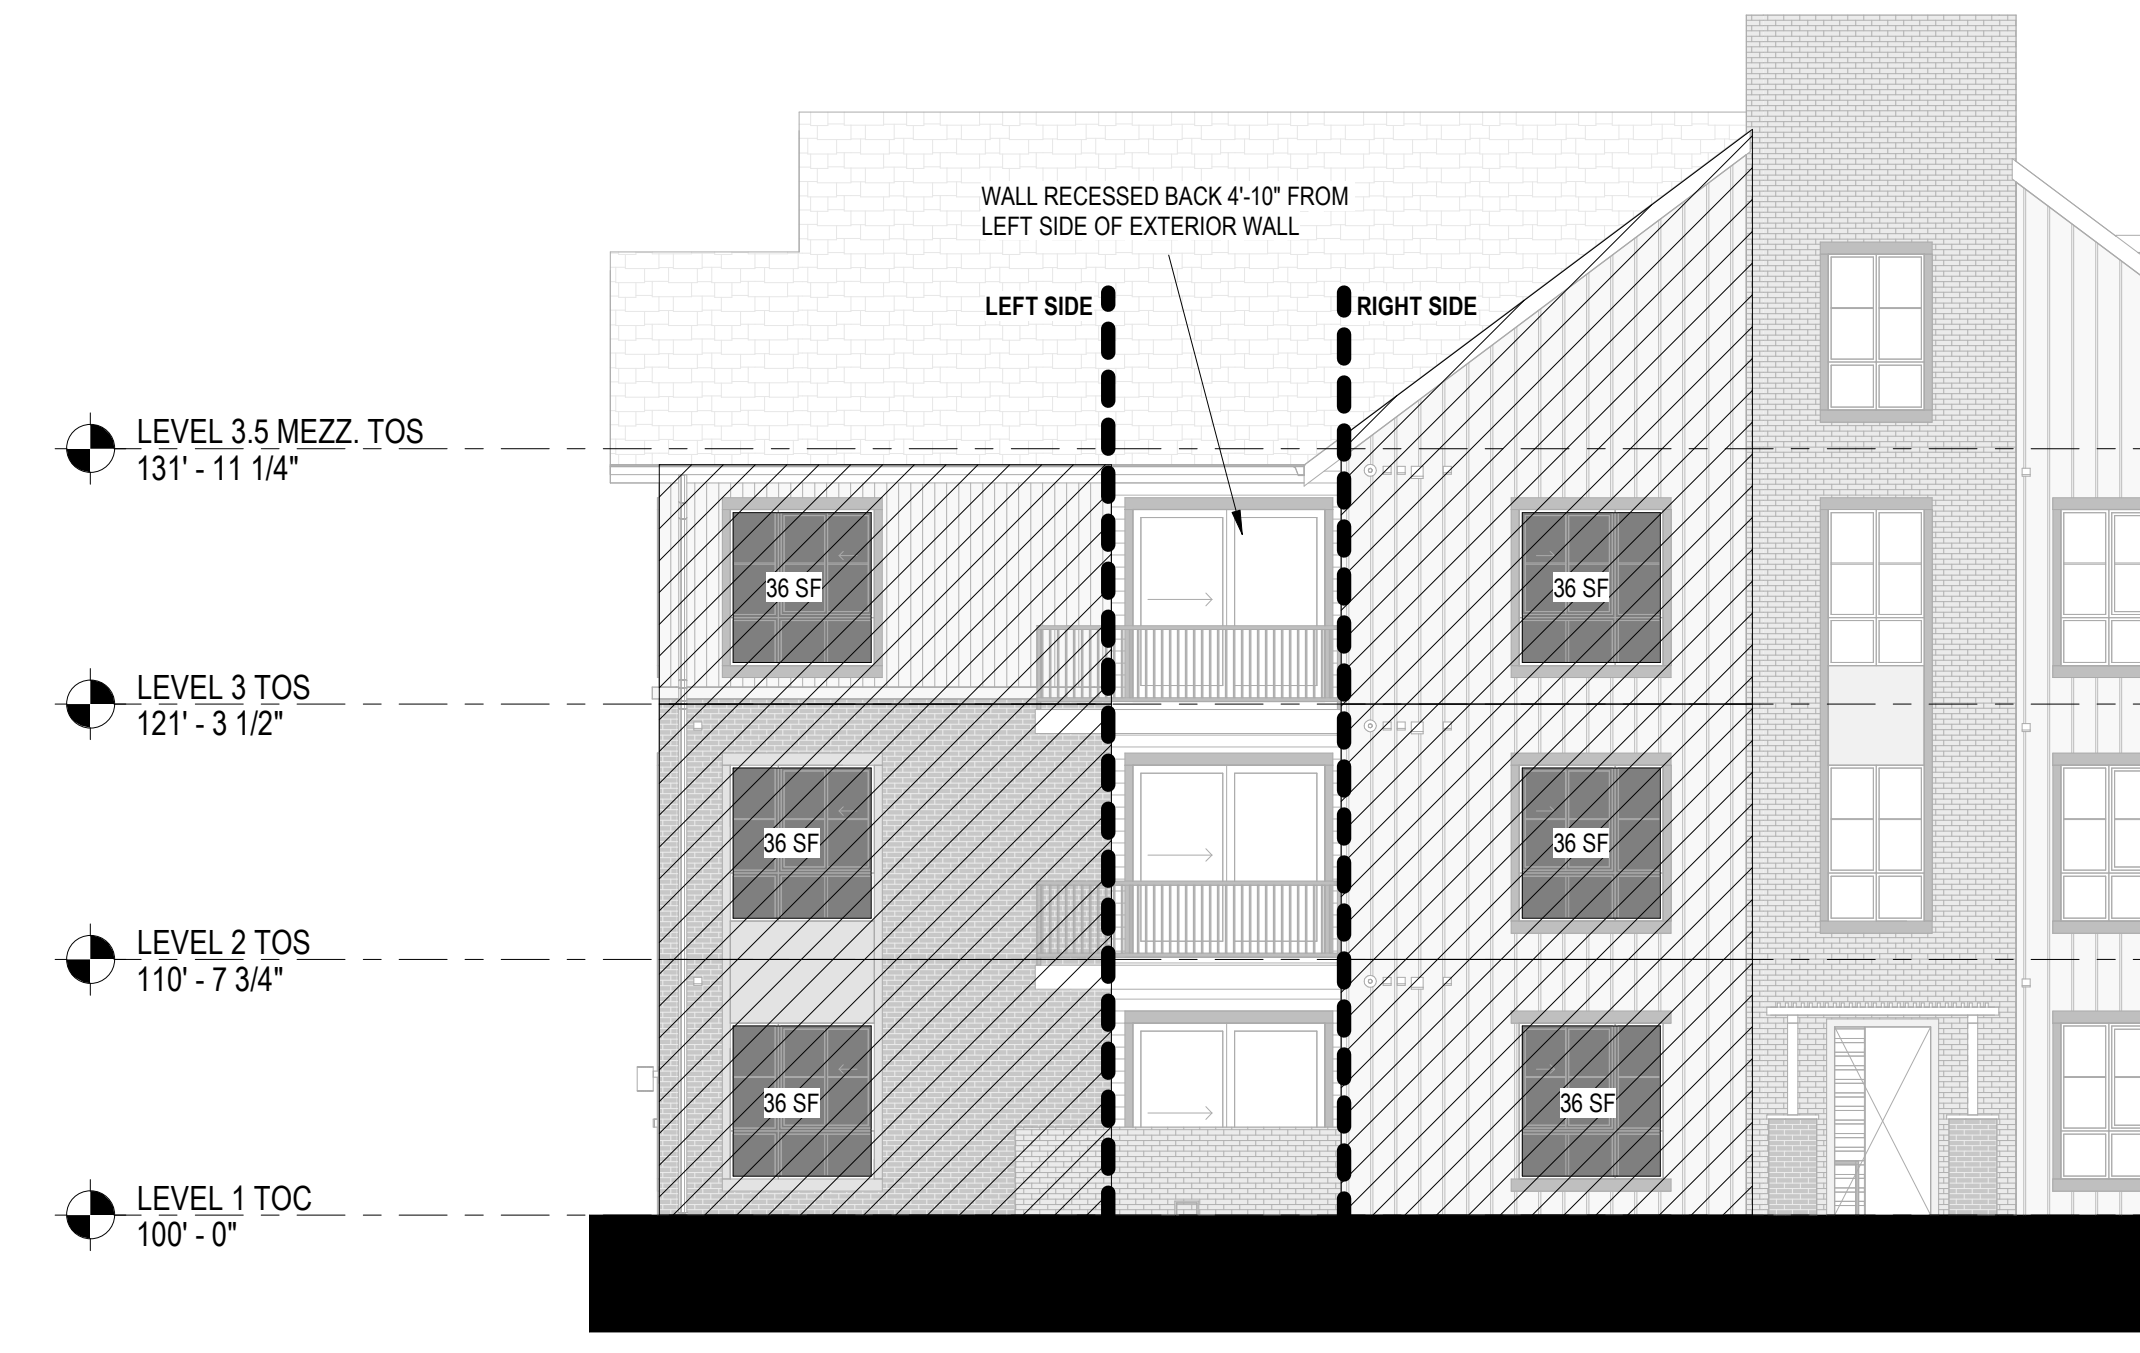 WALL RECESSED BACK 4'-10" FROM
LEFT SIDE OF EXTERIOR WALL
LEFT SIDE
RIGHT SIDE
LEVEL 3.5 MEZZ. TOS
131' - 11 1/4"
36 SF
36 SF
LEVEL 3 TOS
121' - 3 1/2"
36 SF
36 SF
LEVEL 2 TOS
110' - 7 3/4"
36 SF
36 SF
LEVEL 1 TOC
100' - 0"